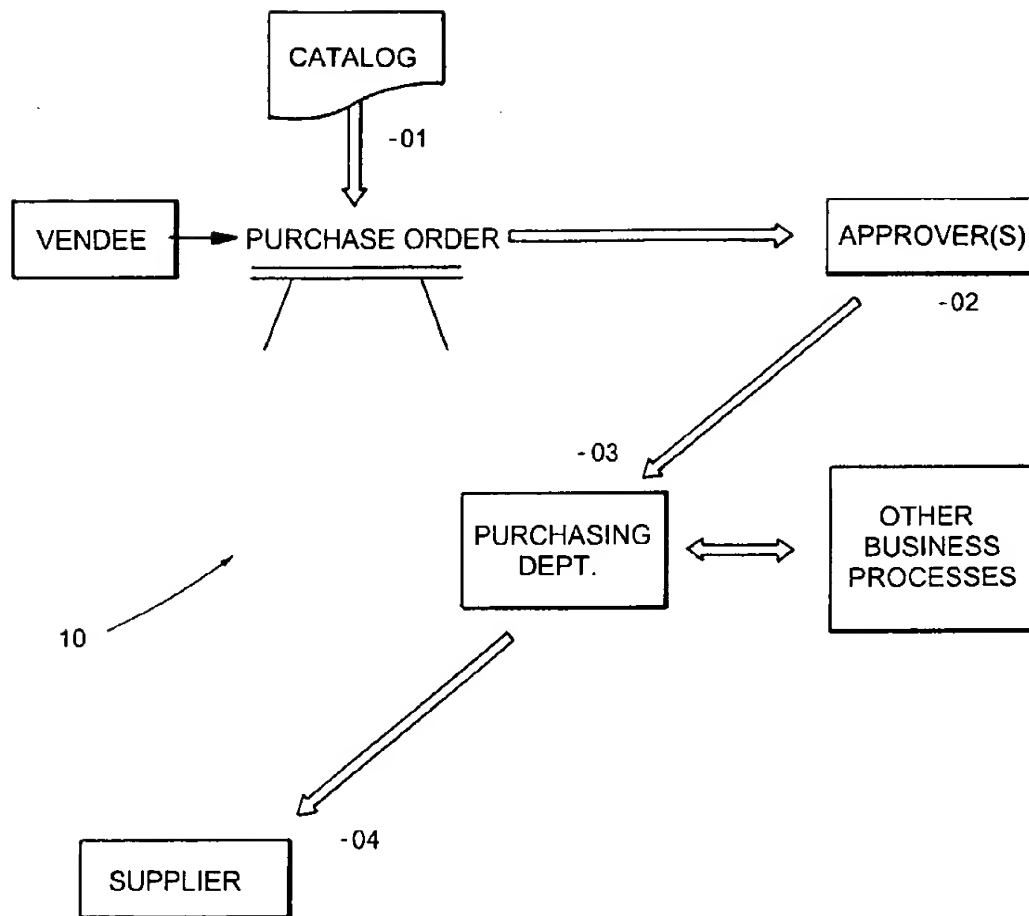 CATALOG
-01
VENDEE
PURCHASE ORDER
APPROVER(S)
-02
-03
PURCHASING
DEPT.
OTHER
BUSINESS
PROCESSES
10
-04
SUPPLIER